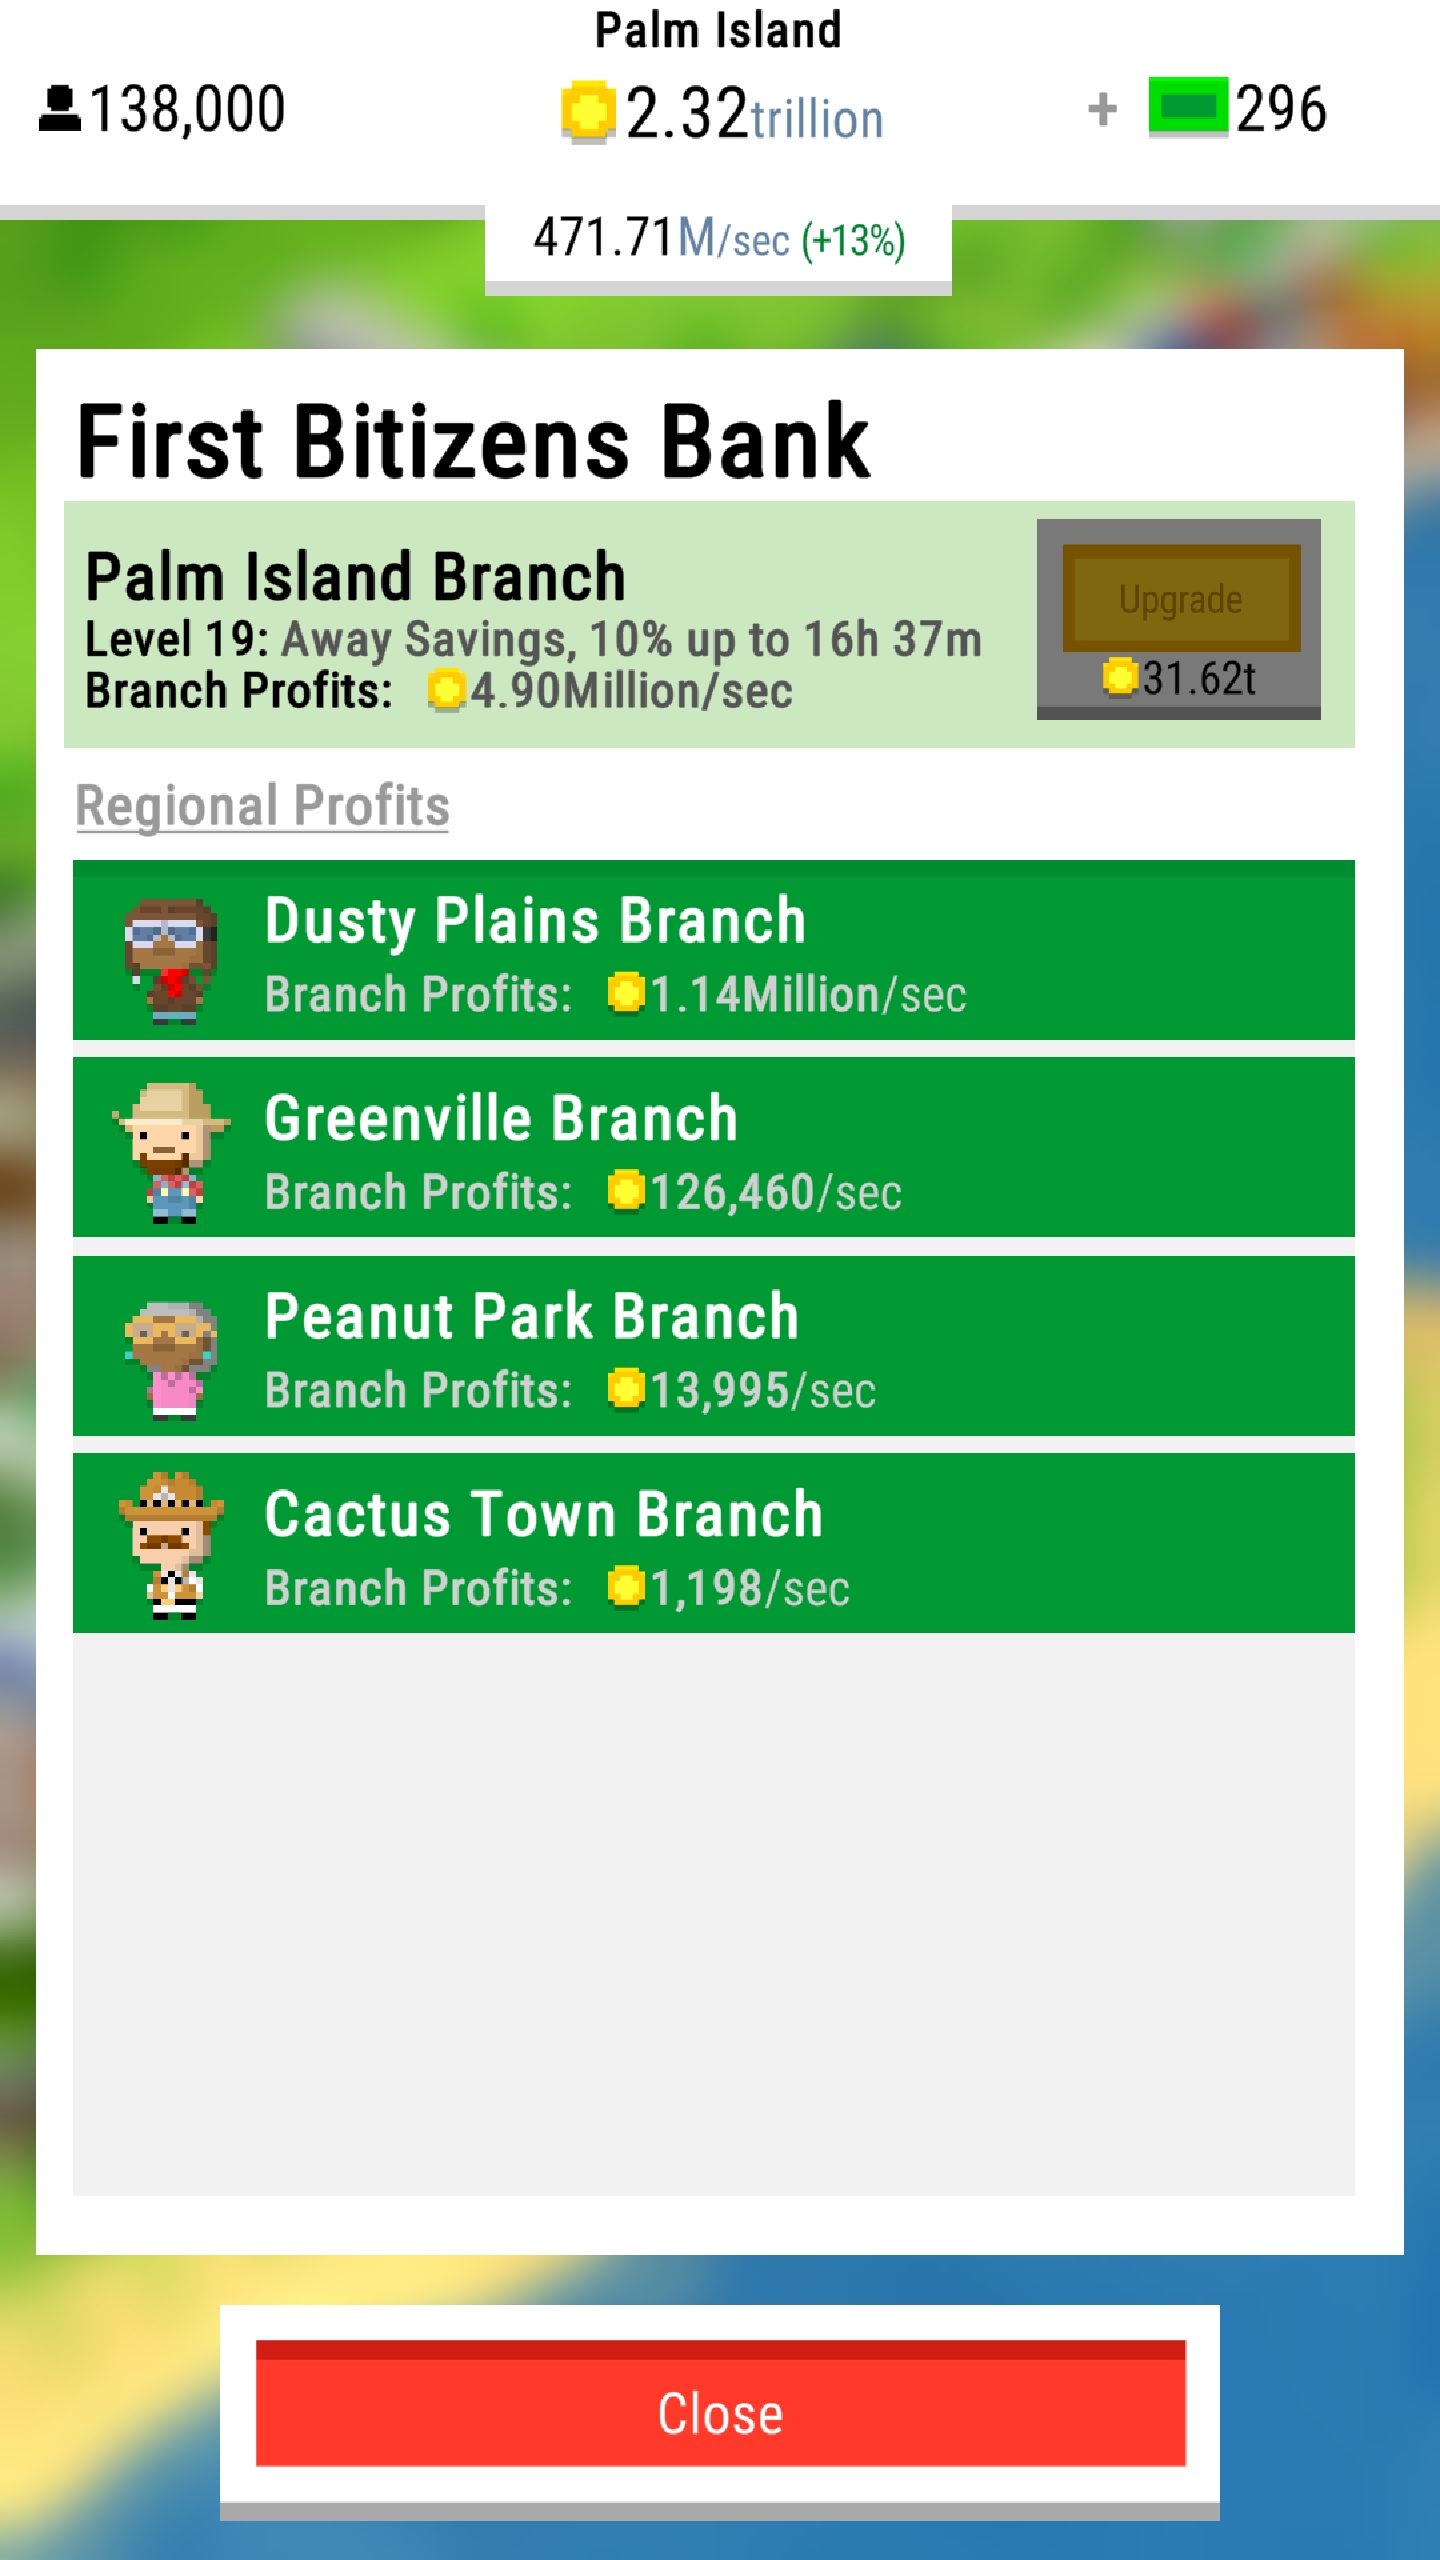 Palm Island
138,000
2.32trillion
+ 296
471.71M/sec (+13%)
First Bitizens Bank
Palm Island Branch
Level 19: Away Savings, 10% up to 16h 37m
Branch Profits: 4.90Million/sec
Upgrade
31.62t
Regional Profits
Dusty Plains Branch
Branch Profits: 1.14Million/sec
Greenville Branch
Branch Profits: 126,460/sec
Peanut Park Branch
Branch Profits: 13,995/sec
Cactus Town Branch
Branch Profits: 1,198/sec
Close